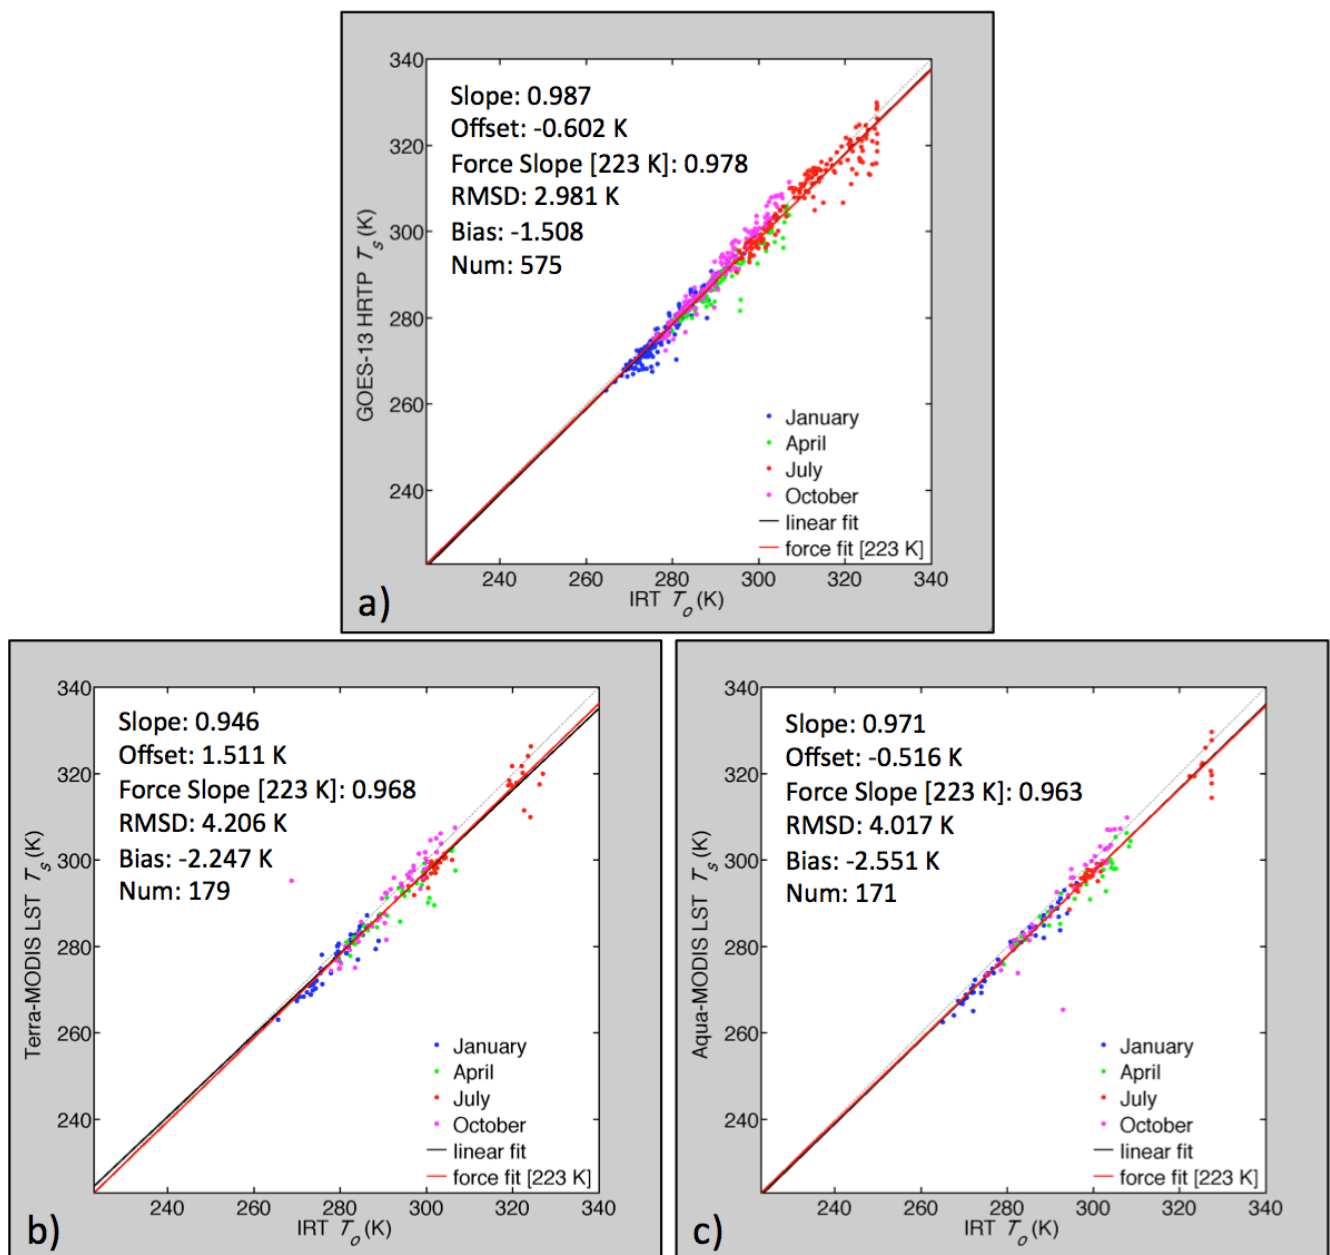 340
320
300
280
260
240
GOES-13 HRTP Ts (K)
Slope: 0.987
Offset: -0.602 K
Force Slope [223 K]: 0.978
RMSD: 2.981 K
Bias: -1.508
Num: 575
January
April
July
October
linear fit
force fit [223 K]
240 260 280 300 320 340
IRT To (K)
a)
340
320
300
280
260
240
Terra-MODIS LST Ts (K)
Slope: 0.946
Offset: 1.511 K
Force Slope [223 K]: 0.968
RMSD: 4.206 K
Bias: -2.247 K
Num: 179
January
April
July
October
linear fit
force fit [223 K]
240 260 280 300 320 340
IRT To (K)
b)
340
320
300
280
260
240
Aqua-MODIS LST Ts (K)
Slope: 0.971
Offset: -0.516 K
Force Slope [223 K]: 0.963
RMSD: 4.017 K
Bias: -2.551 K
Num: 171
January
April
July
October
linear fit
force fit [223 K]
240 260 280 300 320 340
IRT To (K)
c)